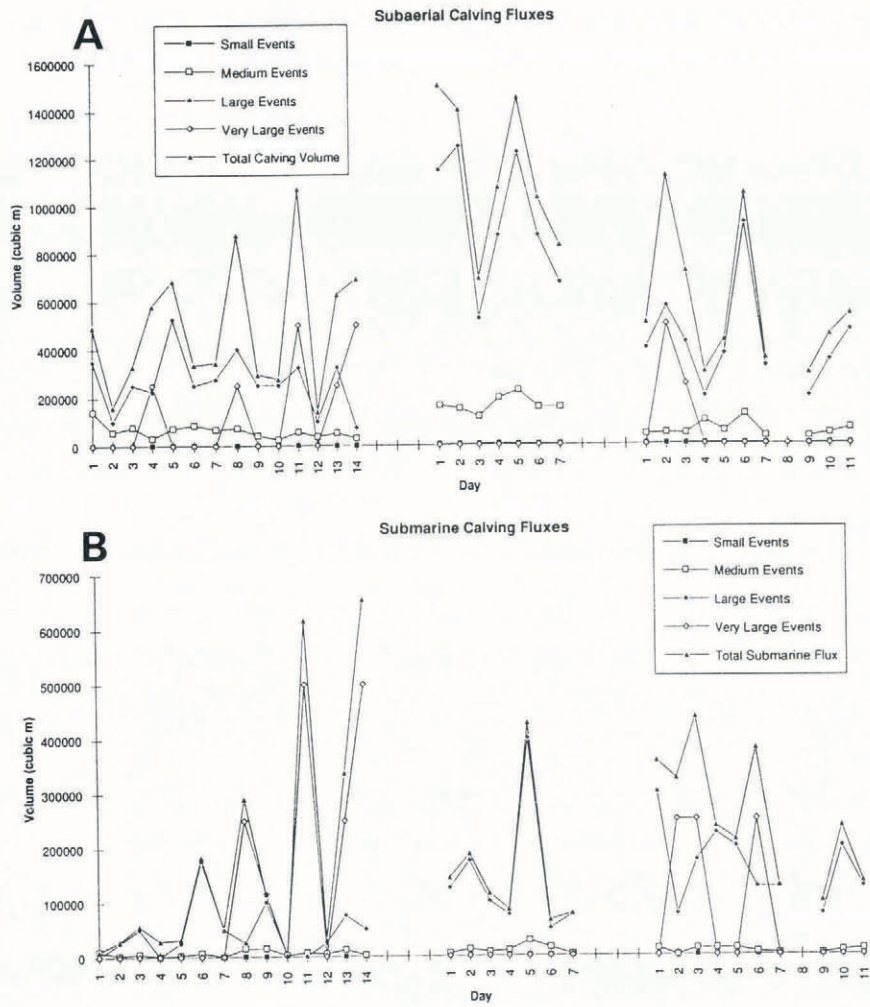 A
Subaerial Calving Fluxes
Small Events
Medium Events
Large Events
Very Large Events
Total Calving Volume
1600000
1400000
1200000
1000000
800000
600000
400000
200000
0
Volume (cubic m)
1 2 3 4 5 6 7 8 9 10 11 12 13 14 1 2 3 4 5 6 7 1 2 3 4 5 6 7 8 9 10 11
Day
B
Submarine Calving Fluxes
Small Events
Medium Events
Large Events
Very Large Events
Total Submarine Flux
700000
600000
500000
400000
300000
200000
100000
0
Volume (cubic m)
1 2 3 4 5 6 7 8 9 10 11 12 13 14 1 2 3 4 5 6 7 1 2 3 4 5 6 7 9 10 11
Day